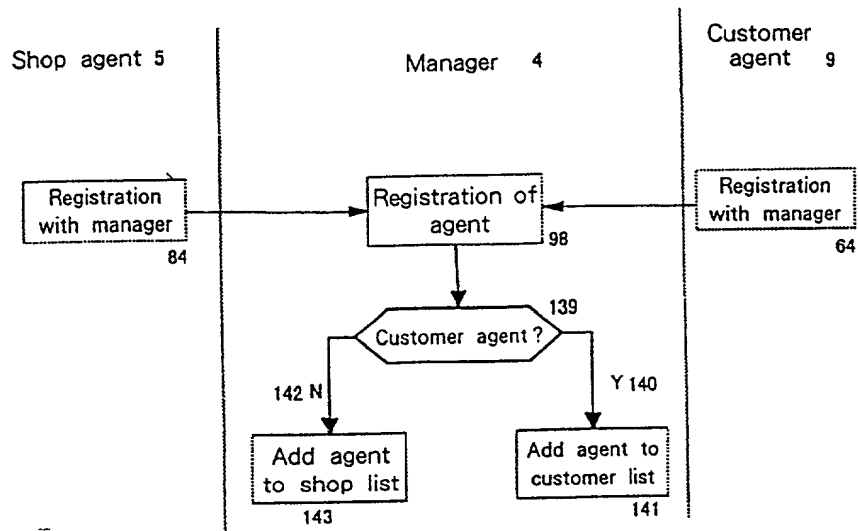 Shop agent 5
Manager 4
Customer
agent 9
Registration
with manager
84
Registration of
agent
98
Registration
with manager
64
139
Customer agent ?
142 N
Y 140
Add agent
to shop list
143
Add agent to
customer list
141